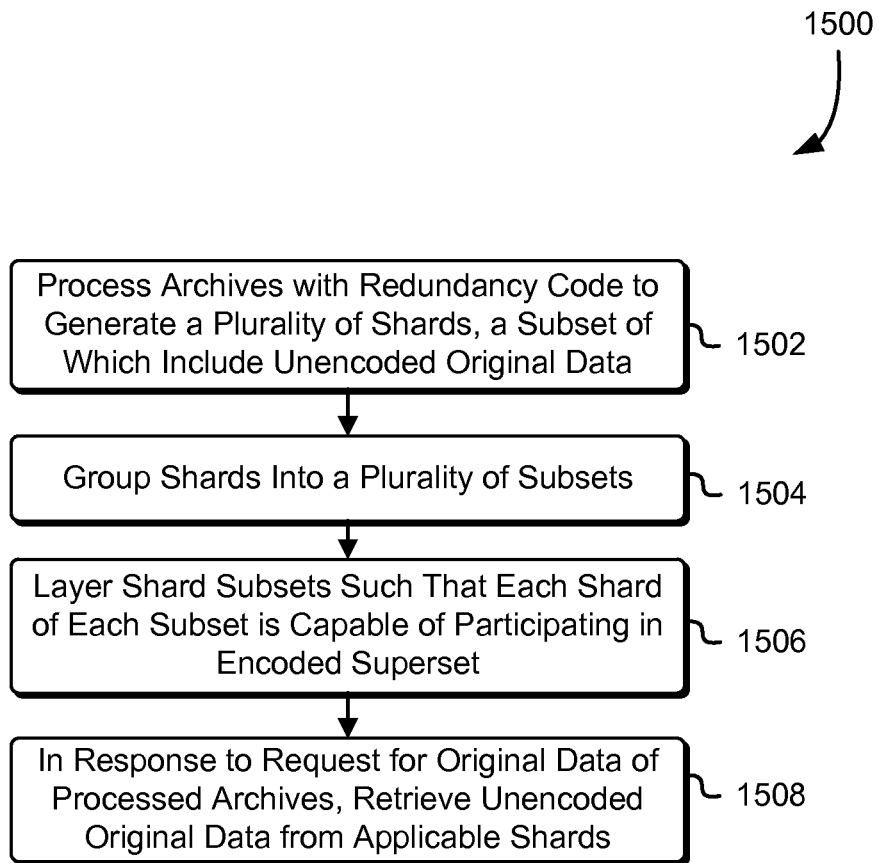 1500
Process Archives with Redundancy Code to
Generate a Plurality of Shards, a Subset of
Which Include Unencoded Original Data
1502
Group Shards Into a Plurality of Subsets
1504
Layer Shard Subsets Such That Each Shard
of Each Subset is Capable of Participating in
Encoded Superset
1506
In Response to Request for Original Data of
Processed Archives, Retrieve Unencoded
Original Data from Applicable Shards
1508